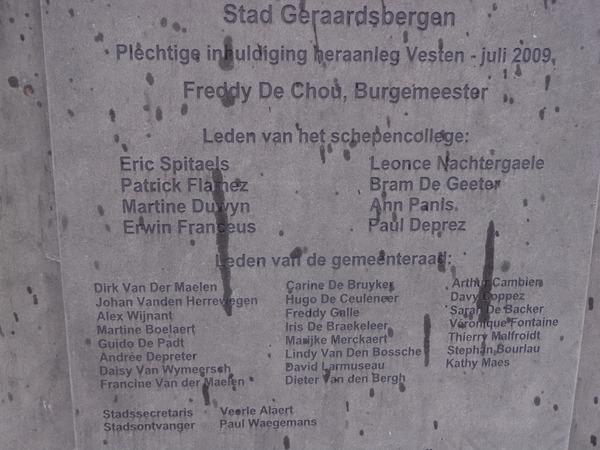 Stad Geraardsbergen
Plechtige inhuldiging heraanleg Vesten - juli 2009,
Freddy De Chou, Burgemeester
Leden van het schepencollege:
Eric Spitaels
Patrick Flamez
Martine Duwyn
Erwin Franceus
Leonce Nachtergaele
Bram De Geeter
Ann Panis
Paul Deprez
Leden van de gemeenteraad:
Dirk Van Der Maelen
Johan Vanden Herrewegen
Alex Wijnant
Martine Boelaert
Guido De Padt
Andrée Depreter
Daisy Van Wymeersch
Francine Van der Maelen
Carine De Bruyker
Hugo De Ceuleneer
Freddy Gelle
Iris De Braekeleer
Marijke Merckaert
Lindy Van Den Bossche
David Larmuseau
Dieter Van den Bergh
Arthur Cambien
Davy Coppez
Sarah De Backer
Véronique Fontaine
Thierry Malfroidt
Stephan Bourlau
Kathy Maes
Stadssecretaris Veerle Alaert
Stadsontvanger Paul Waegemans